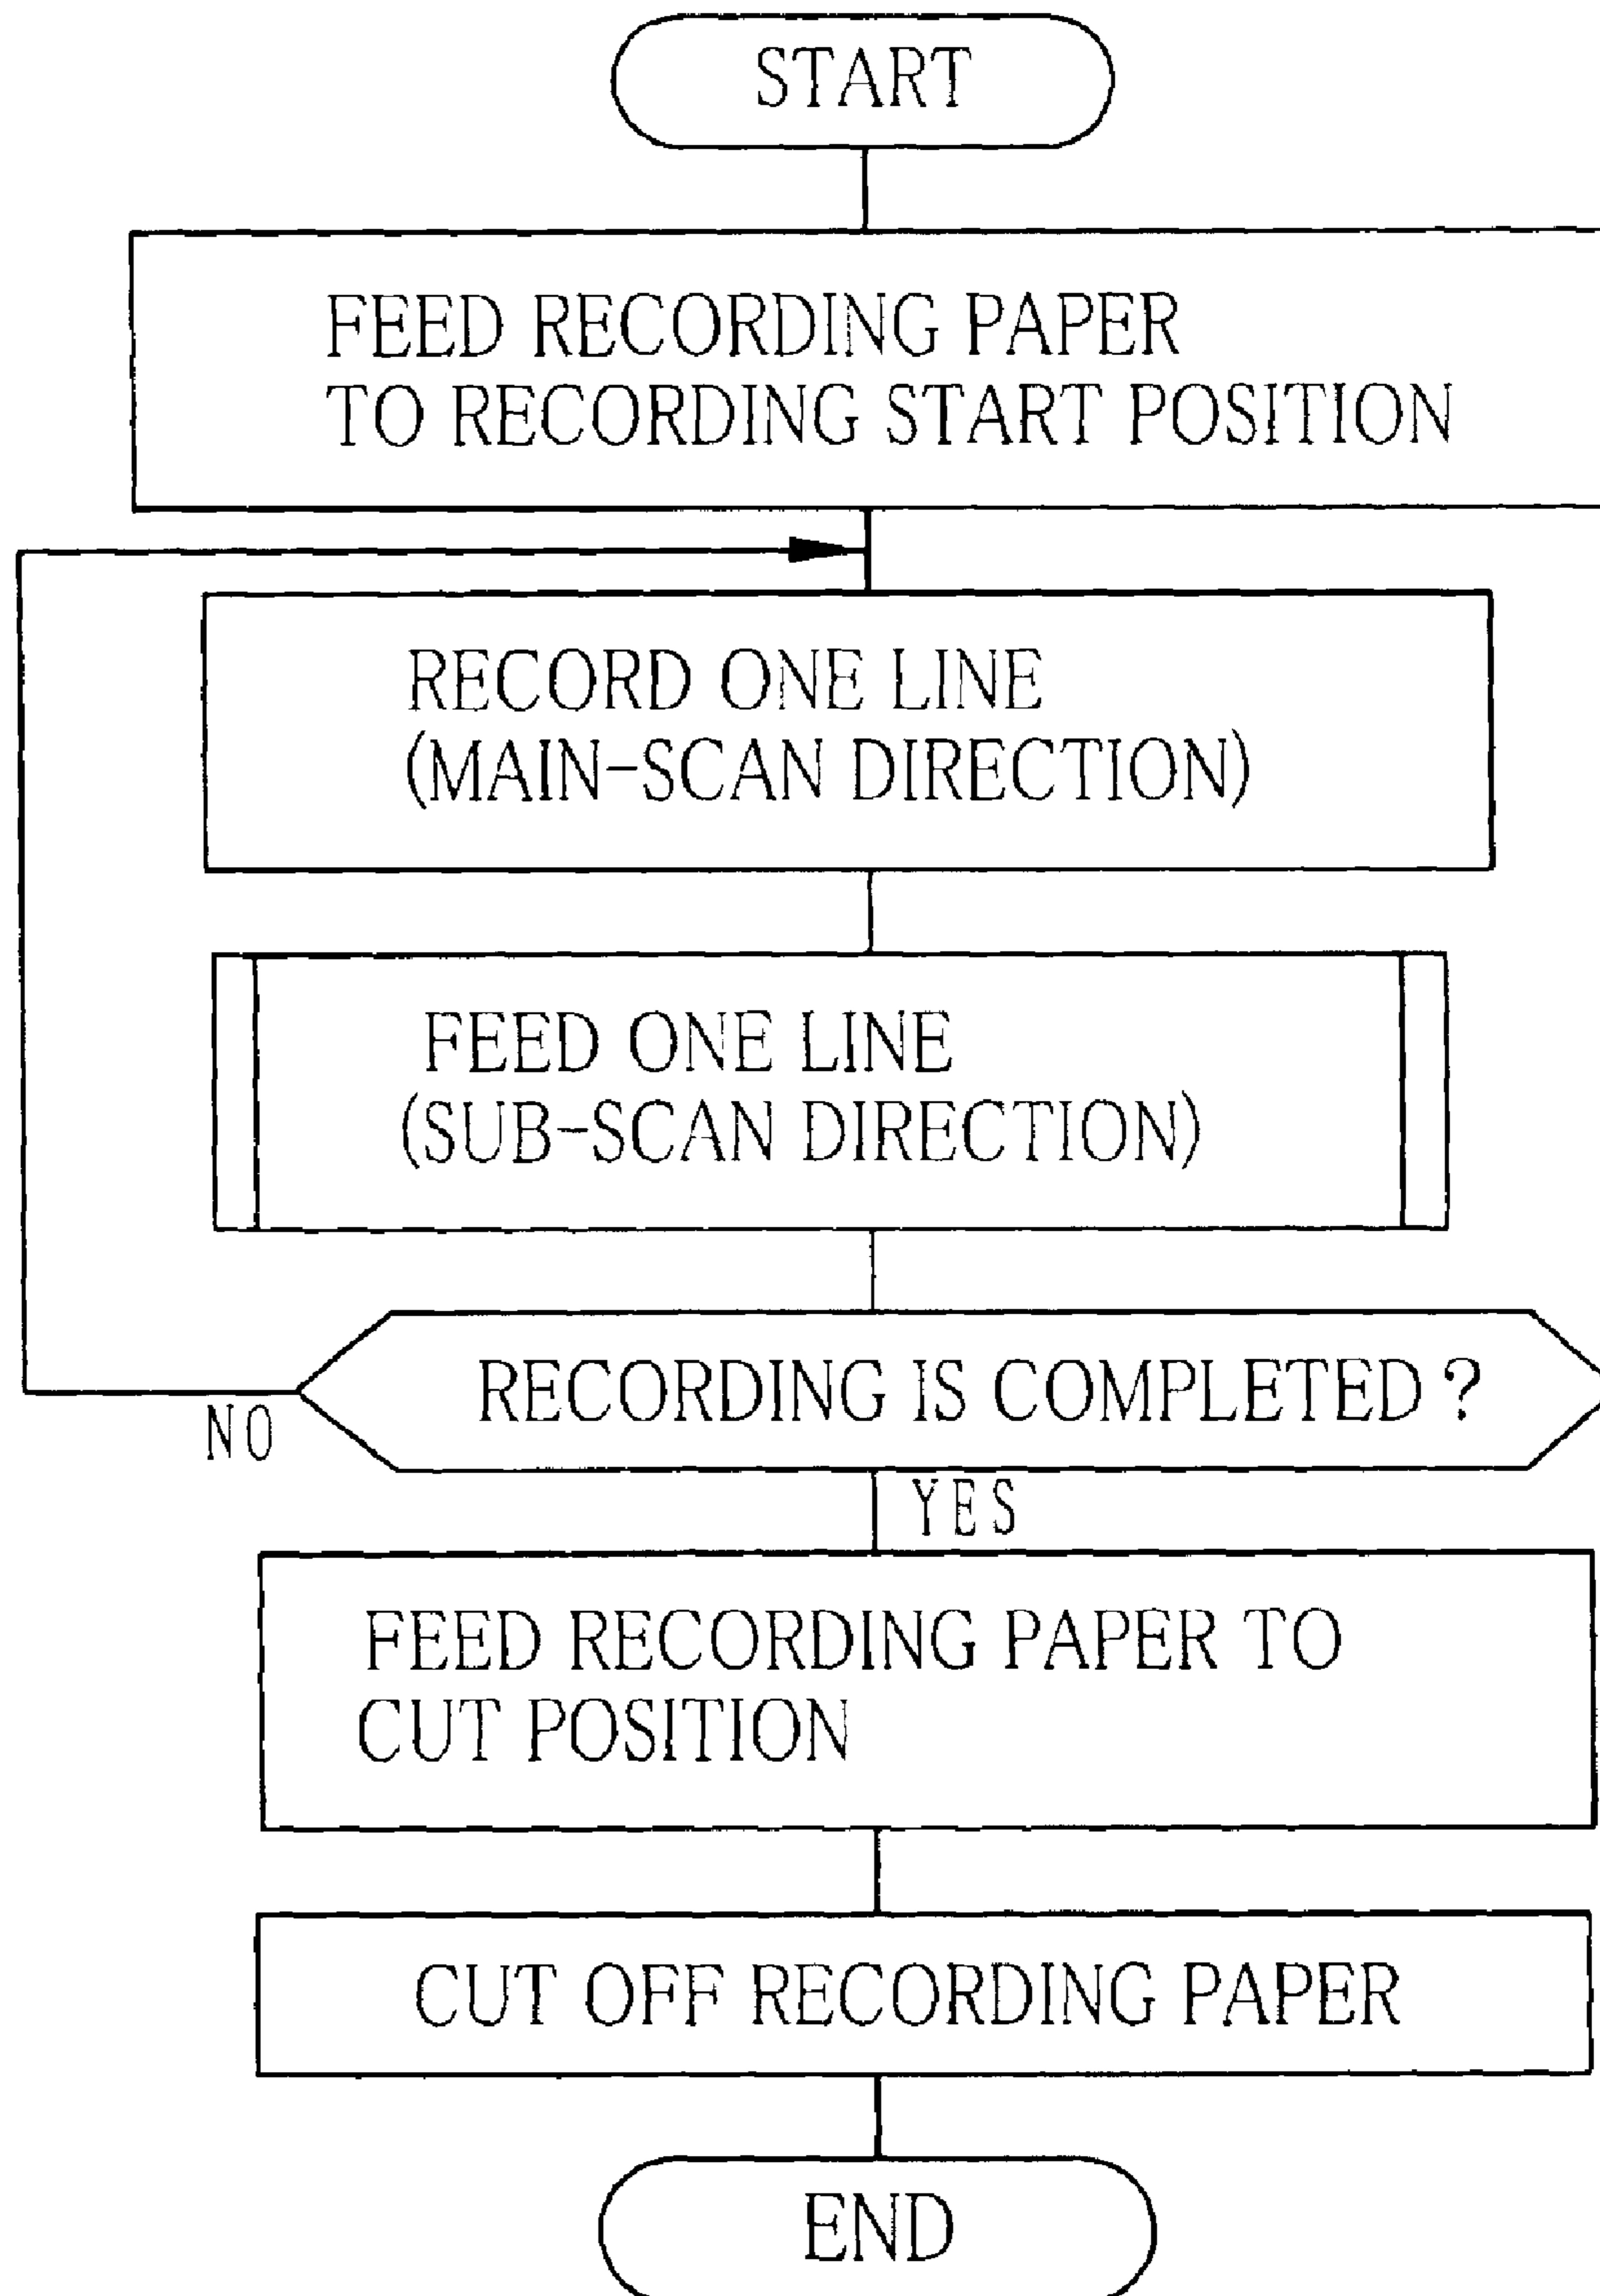 START
FEED RECORDING PAPER
TO RECORDING START POSITION
RECORD ONE LINE
(MAIN-SCAN DIRECTION)
FEED ONE LINE
(SUB-SCAN DIRECTION)
RECORDING IS COMPLETED ?
NO
YES
FEED RECORDING PAPER TO
CUT POSITION
CUT OFF RECORDING PAPER
END